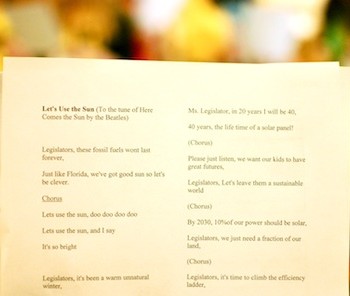 Let's Use the Sun (To the tune of Here
Comes the Sun by the Beatles)
Legislators, these fossil fuels wont last
forever,
Just like Florida, we've got good sun so let's
be clever.
Chorus
Lets use the sun, doo doo doo doo
Lets use the sun, and I say
It's so bright
Legislators, it's been a warm unnatural
winter,
Ms. Legislator, in 20 years I will be 40,
40 years, the life time of a solar panel!
(Chorus)
Please just listen, we want our kids to have
great futures,
Legislators, Let's leave them a sustainable
world
(Chorus)
By 2030, 10%of our power should be solar,
Legislators, we just need a fraction of our
land,
(Chorus)
Legislators, it's time to climb the efficiency
ladder,